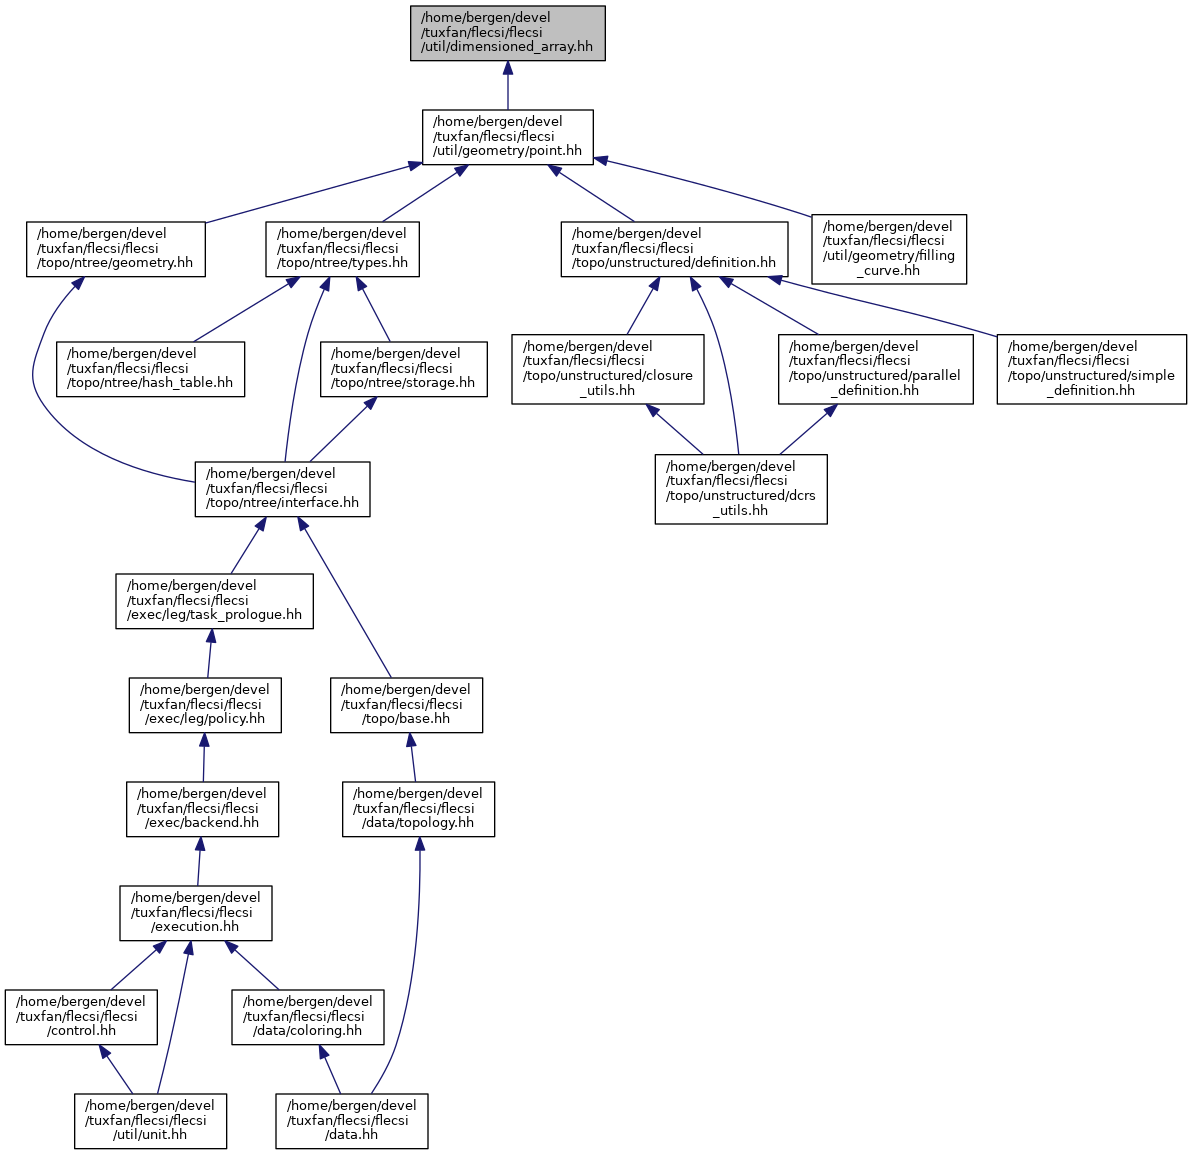 /home/bergen/devel
/tuxfan/flecsi/flecsi
/util/dimensioned_array.hh
/home/bergen/devel
/tuxfan/flecsi/flecsi
/util/geometry/point.hh
/home/bergen/devel
/tuxfan/flecsi/flecsi
/topo/ntree/geometry.hh
/home/bergen/devel
/tuxfan/flecsi/flecsi
/topo/ntree/types.hh
/home/bergen/devel
/tuxfan/flecsi/flecsi
/topo/unstructured/definition.hh
/home/bergen/devel
/tuxfan/flecsi/flecsi
/util/geometry/filling
_curve.hh
/home/bergen/devel
/tuxfan/flecsi/flecsi
/topo/ntree/hash_table.hh
/home/bergen/devel
/tuxfan/flecsi/flecsi
/topo/ntree/storage.hh
/home/bergen/devel
/tuxfan/flecsi/flecsi
/topo/unstructured/closure
_utils.hh
/home/bergen/devel
/tuxfan/flecsi/flecsi
/topo/unstructured/parallel
_definition.hh
/home/bergen/devel
/tuxfan/flecsi/flecsi
/topo/unstructured/simple
_definition.hh
/home/bergen/devel
/tuxfan/flecsi/flecsi
/topo/ntree/interface.hh
/home/bergen/devel
/tuxfan/flecsi/flecsi
/topo/unstructured/dcrs
_utils.hh
/home/bergen/devel
/tuxfan/flecsi/flecsi
/exec/leg/task_prologue.hh
/home/bergen/devel
/tuxfan/flecsi/flecsi
/exec/leg/policy.hh
/home/bergen/devel
/tuxfan/flecsi/flecsi
/topo/base.hh
/home/bergen/devel
/tuxfan/flecsi/flecsi
/exec/backend.hh
/home/bergen/devel
/tuxfan/flecsi/flecsi
/data/topology.hh
/home/bergen/devel
/tuxfan/flecsi/flecsi
/execution.hh
/home/bergen/devel
/tuxfan/flecsi/flecsi
/control.hh
/home/bergen/devel
/tuxfan/flecsi/flecsi
/data/coloring.hh
/home/bergen/devel
/tuxfan/flecsi/flecsi
/util/unit.hh
/home/bergen/devel
/tuxfan/flecsi/flecsi
/data.hh